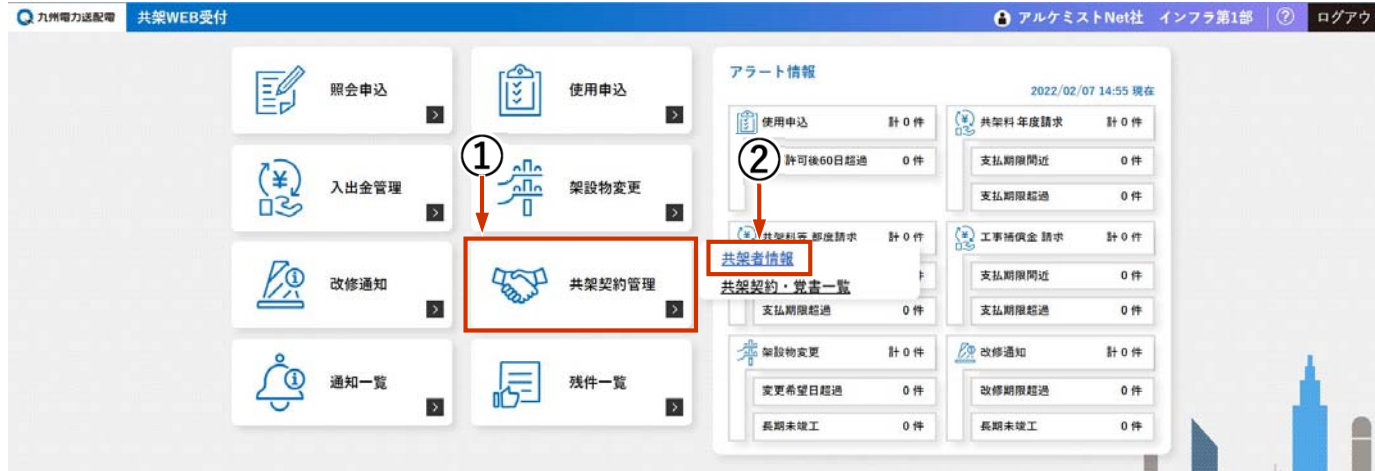 九州電力送配電 共架WEB受付 アルケミストNet社 インフラ第1部 ? ログアウ
照会申込
使用申込
入出金管理
①
架設物変更
改修通知
共架契約管理
通知一覧
残件一覧
アラート情報
2022/02/07 14:55 現在
使用申込 計 0 件
②
許可後60日超過 0 件
共架料 年度請求 計 0 件
支払期限間近 0 件
支払期限超過 0 件
共架料等 都度請求 計 0 件
共架者情報
共架契約・覚書一覧
件
支払期限超過 0 件
工事補償金 請求 計 0 件
支払期限間近 0 件
支払期限超過 0 件
架設物変更 計 0 件
変更希望日超過 0 件
長期未竣工 0 件
改修通知 計 0 件
改修期限超過 0 件
長期未竣工 0 件